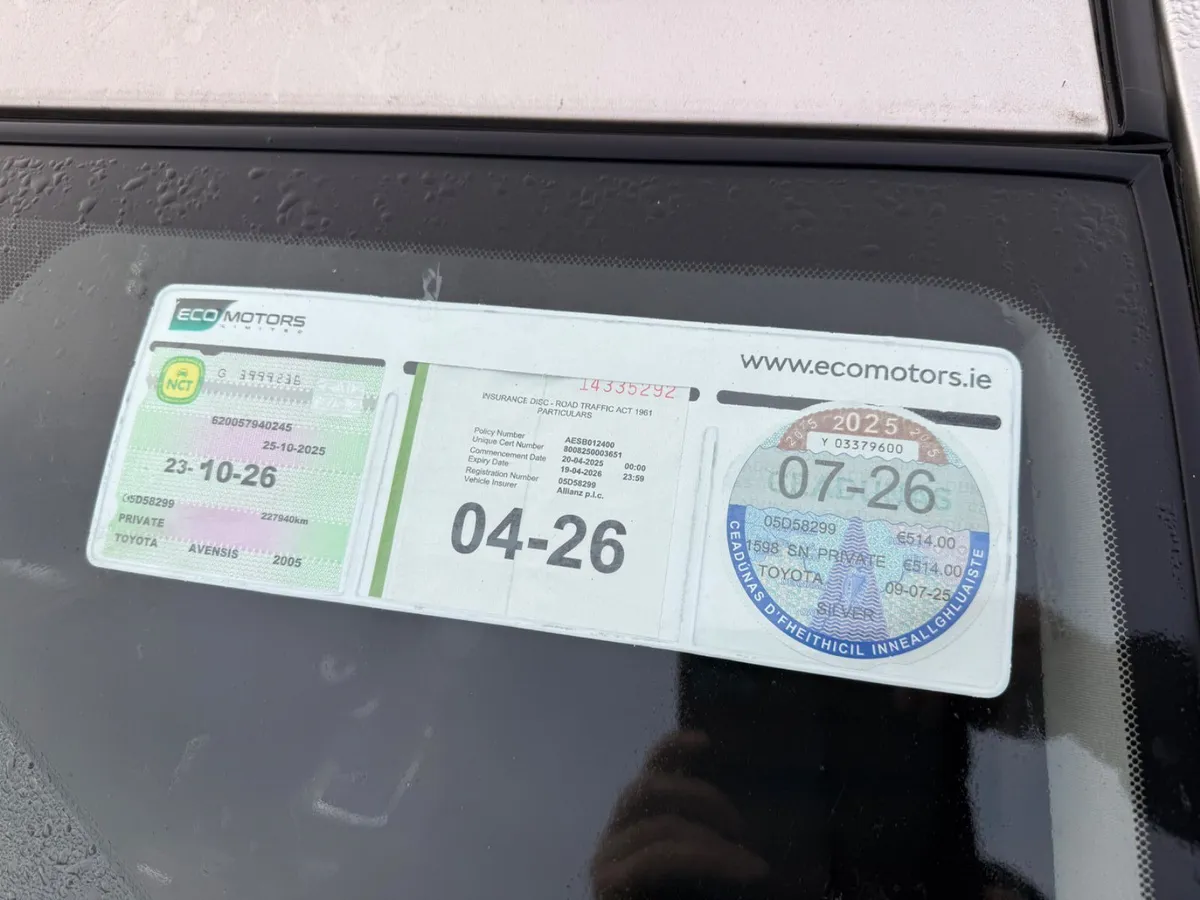 ECO MOTORS
LIMITED
www.ecomotors.ie
NCT
G 3999236
620057940245
25-10-2025
23-10-26
05D58299
227940km
PRIVATE
TOYOTA AVENSIS 2005
14335292
INSURANCE DISC - ROAD TRAFFIC ACT 1961
PARTICULARS
Policy Number AESB012400
Unique Cert Number 8008250003651
Commencement Date 20-04-2025 00:00
Expiry Date 19-04-2026 23:59
Registration Number 05D58299
Vehicle Insurer Allianz p.l.c.
04-26
2025 2025 2025
Y 03379600
07-26
05D58299 €514.00
1598 SN PRIVATE €514.00
TOYOTA 09-07-25
SILVER
CEADÚNAS D'FHEITHICIL INNEALLGHLUAISTE